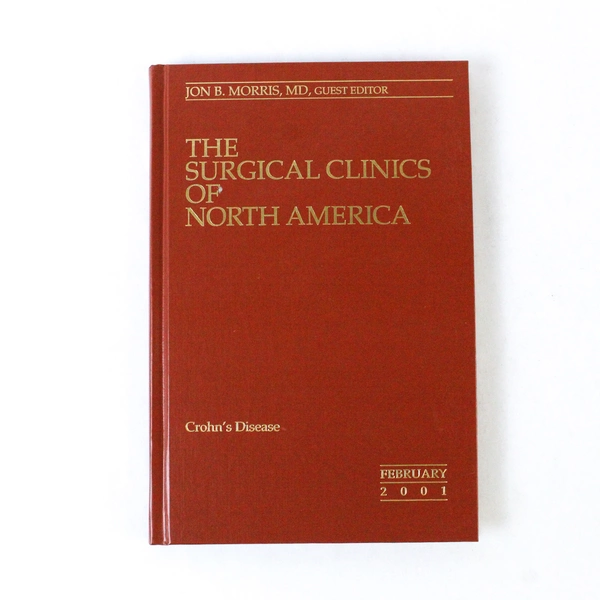 JON B. MORRIS, MD, GUEST EDITOR
THE
SURGICAL CLINICS
OF
NORTH AMERICA
Crohn's Disease
FEBRUARY
2001